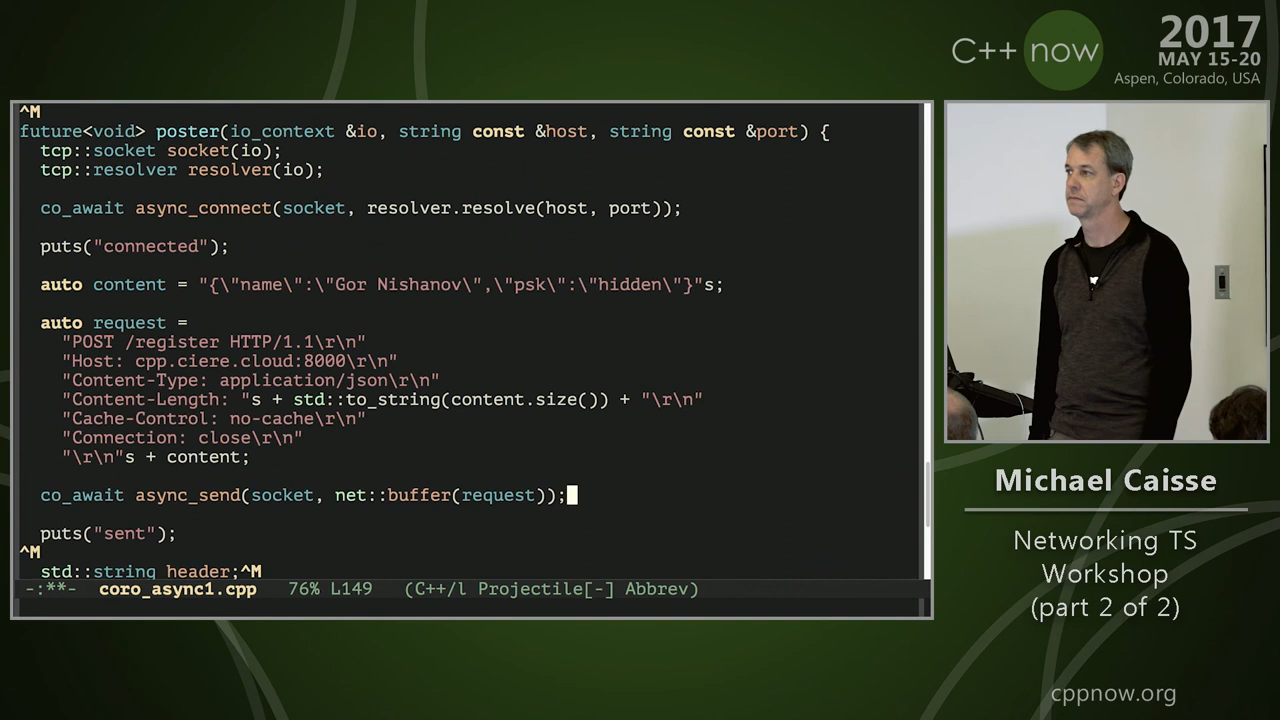 C++ now
2017
MAY 15-20
Aspen, Colorado, USA
^M
future<void> poster(io_context &io, string const &host, string const &port) {
  tcp::socket socket(io);
  tcp::resolver resolver(io);
  co_await async_connect(socket, resolver.resolve(host, port));
  puts("connected");
  auto content = "{\"name\":\"Gor Nishanov\",\"psk\":\"hidden\"}"s;
  auto request =
    "POST /register HTTP/1.1\r\n"
    "Host: cpp.ciere.cloud:8000\r\n"
    "Content-Type: application/json\r\n"
    "Content-Length: "s + std::to_string(content.size()) + "\r\n"
    "Cache-Control: no-cache\r\n"
    "Connection: close\r\n"
    "\r\n"s + content;
  co_await async_send(socket, net::buffer(request));
  puts("sent");
^M
  std::string header;^M
-:**-  coro_async1.cpp   76% L149   (C++/l Projectile[-] Abbrev)
Michael Caisse
Networking TS
Workshop
(part 2 of 2)
cppnow.org